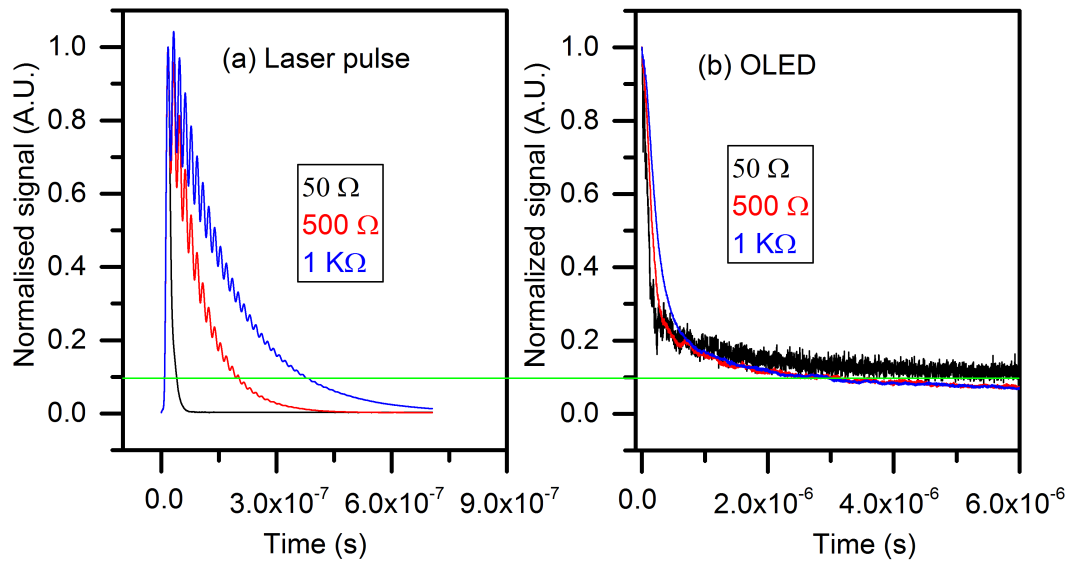 (a) Laser pulse
50 Ω
500 Ω
1 KΩ
Normalised signal (A.U.)
1.0
0.8
0.6
0.4
0.2
0.0
0.0 3.0x10⁻⁷ 6.0x10⁻⁷ 9.0x10⁻⁷
Time (s)
(b) OLED
50 Ω
500 Ω
1 KΩ
Normalized signal (A.U.)
1.0
0.8
0.6
0.4
0.2
0.0
0.0 2.0x10⁻⁶ 4.0x10⁻⁶ 6.0x10⁻⁶
Time (s)